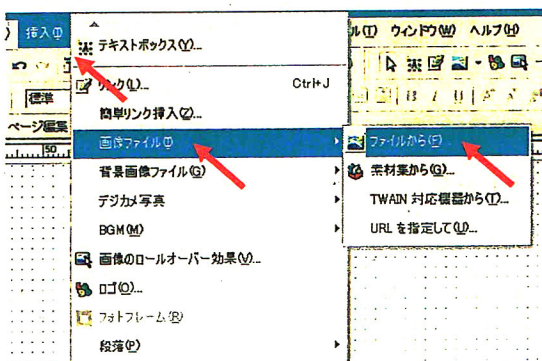 挿入(I)
ル(T) ウィンドウ(W) ヘルプ(H)
標準
B I U
ページ編集
50
テキストボックス(Y)...
リンク(L)... Ctrl+J
簡単リンク挿入(Z)...
画像ファイル(I)
背景画像ファイル(G)
デジカメ写真
BGM(M)
画像のロールオーバー効果(V)...
ロゴ(O)...
フォトフレーム(R)
段落(P)
ファイルから(F)...
素材集から(G)...
TWAIN 対応機器から(T)...
URL を指定して(U)...